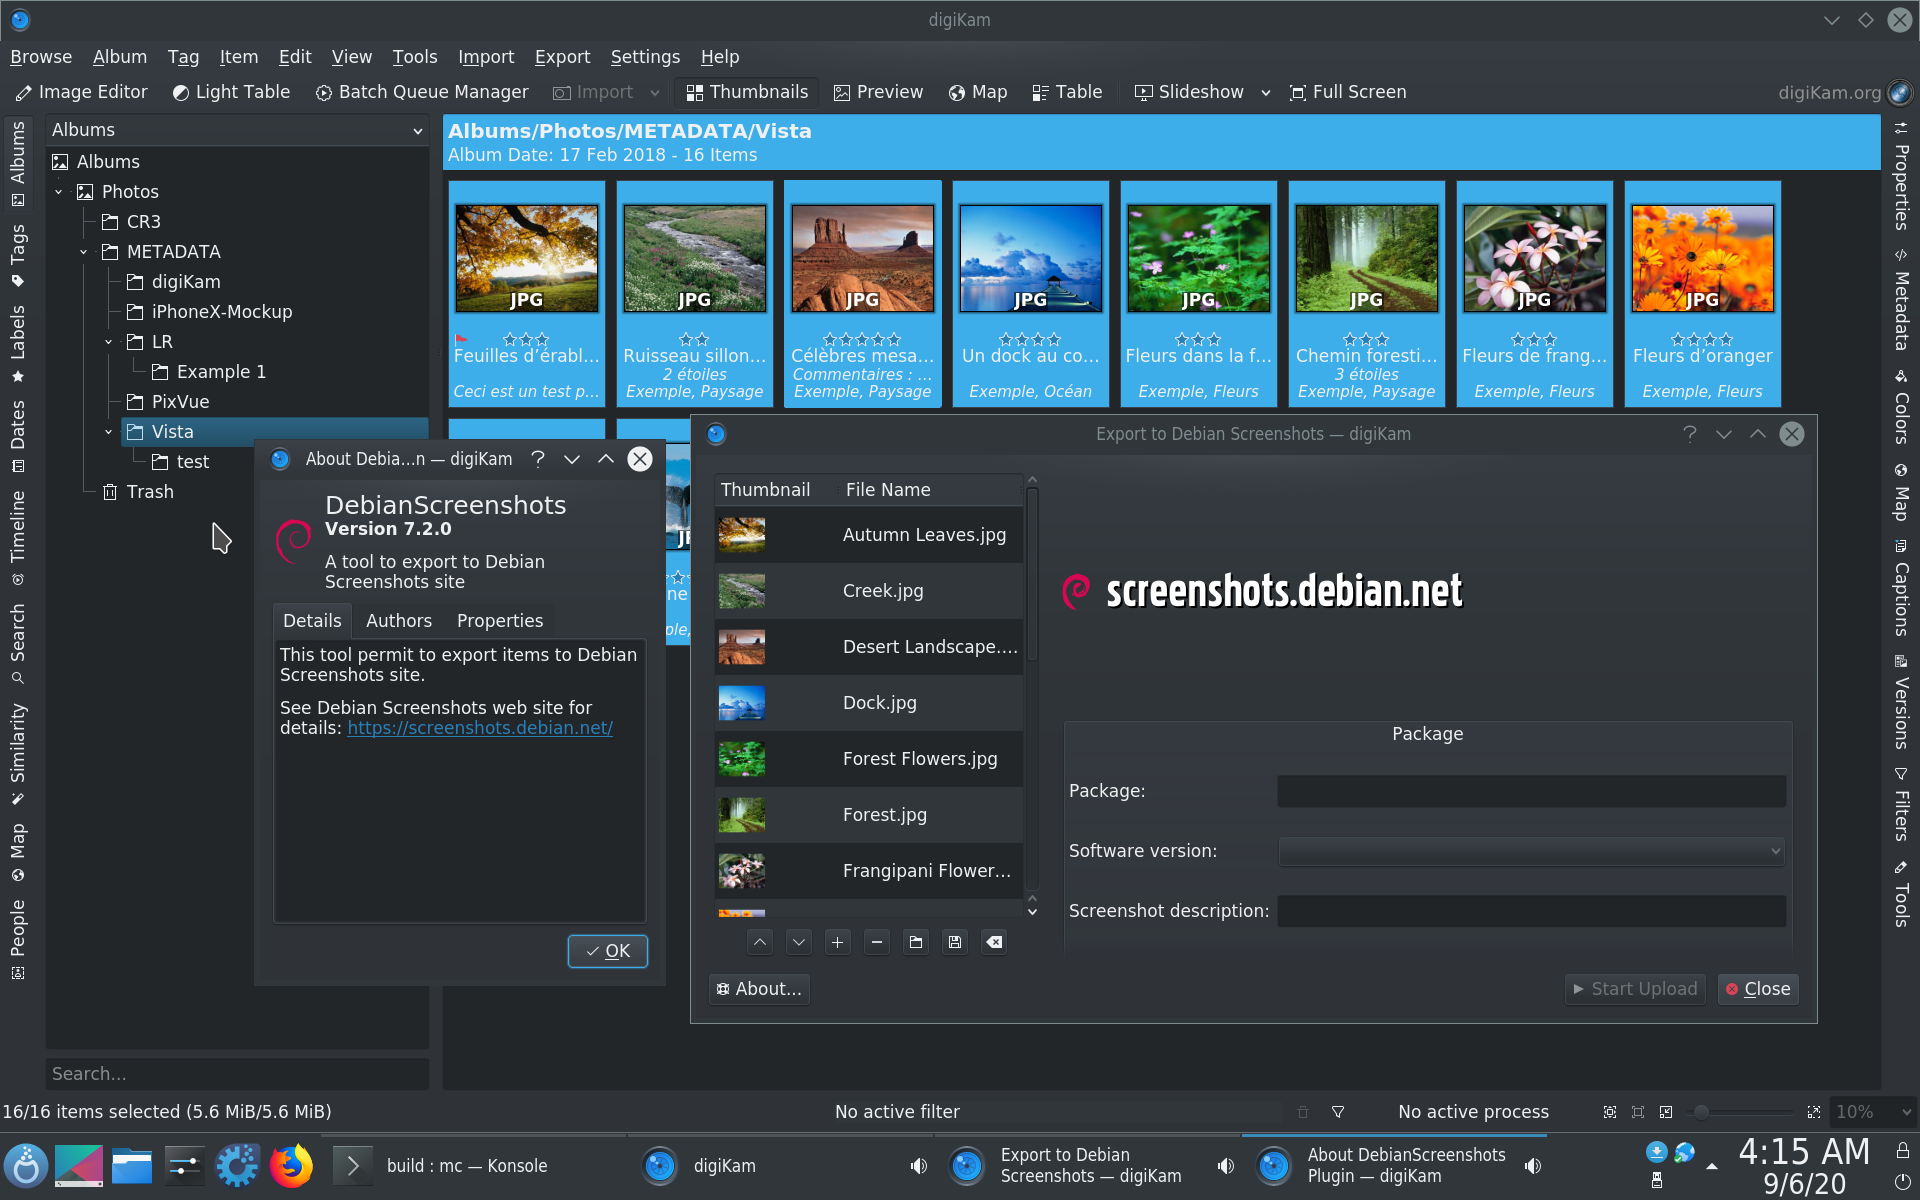 digiKam
Browse Album Tag Item Edit View Tools Import Export Settings Help
Image Editor Light Table Batch Queue Manager Import Thumbnails Preview Map Table Slideshow Full Screen digiKam.org
Albums
Tags
Labels
Dates
Timeline
Search
Similarity
Map
People
Albums
Albums
Photos
CR3
METADATA
digiKam
iPhoneX-Mockup
LR
Example 1
PixVue
Vista
test
Trash
Search...
Albums/Photos/METADATA/Vista
Album Date: 17 Feb 2018 - 16 Items
JPG JPG JPG JPG JPG JPG JPG JPG
Feuilles d'érabl... Ruisseau sillon... Célèbres mesa... Un dock au co... Fleurs dans la f... Chemin foresti... Fleurs de frang... Fleurs d'oranger
2 étoiles Commentaires : ... 3 étoiles
Ceci est un test p... Exemple, Paysage Exemple, Paysage Exemple, Océan Exemple, Fleurs Exemple, Paysage Exemple, Fleurs Exemple, Fleurs
About Debia...n — digiKam
DebianScreenshots
Version 7.2.0
A tool to export to Debian
Screenshots site
Details Authors Properties
This tool permit to export items to Debian
Screenshots site.
See Debian Screenshots web site for
details: https://screenshots.debian.net/
OK
Export to Debian Screenshots — digiKam
Thumbnail File Name
Autumn Leaves.jpg
Creek.jpg
Desert Landscape....
Dock.jpg
Forest Flowers.jpg
Forest.jpg
Frangipani Flower...
screenshots.debian.net
Package
Package:
Software version:
Screenshot description:
About... Start Upload Close
Properties
Metadata
Colors
Map
Captions
Versions
Filters
Tools
16/16 items selected (5.6 MiB/5.6 MiB) No active filter No active process 10%
build : mc — Konsole
digiKam
Export to Debian
Screenshots — digiKam
About DebianScreenshots
Plugin — digiKam
4:15 AM
9/6/20